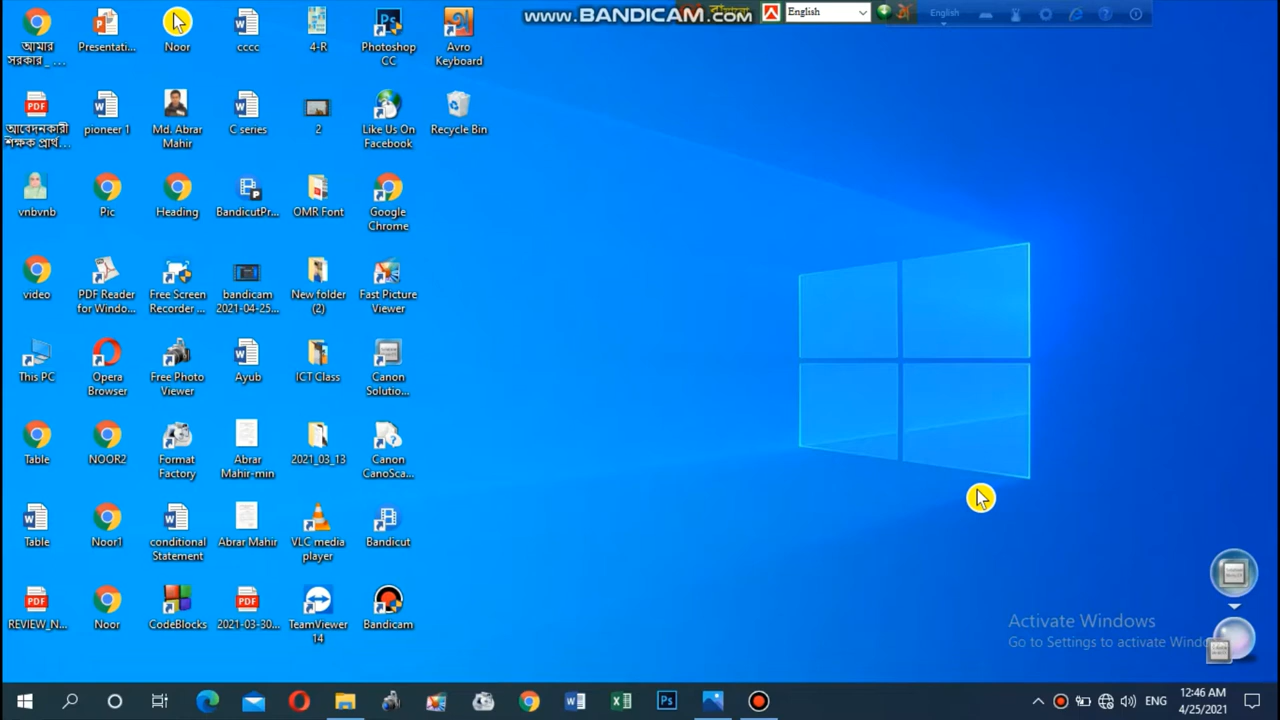 www.BANDICAM.com
English
English
আমার
সরকার_...
Presentati...
Noor
cccc
4-R
Photoshop
CC
Avro
Keyboard
আবেদনকারী
শিক্ষক প্রার্থ...
pioneer 1
Md. Abrar
Mahir
C series
2
Like Us On
Facebook
Recycle Bin
vnbvnb
Pic
Heading
BandicutPr...
OMR Font
Google
Chrome
video
PDF Reader
for Windo...
Free Screen
Recorder ...
bandicam
2021-04-25...
New folder
(2)
Fast Picture
Viewer
This PC
Opera
Browser
Free Photo
Viewer
Ayub
ICT Class
Canon
Solutio...
Table
NOOR2
Format
Factory
Abrar
Mahir-min
2021_03_13
Canon
CanoSca...
Table
Noor1
conditional
Statement
Abrar Mahir
VLC media
player
Bandicut
REVIEW_N...
Noor
CodeBlocks
2021-03-30...
TeamViewer
14
Bandicam
Activate Windows
Go to Settings to activate Windo
ENG
12:46 AM
4/25/2021